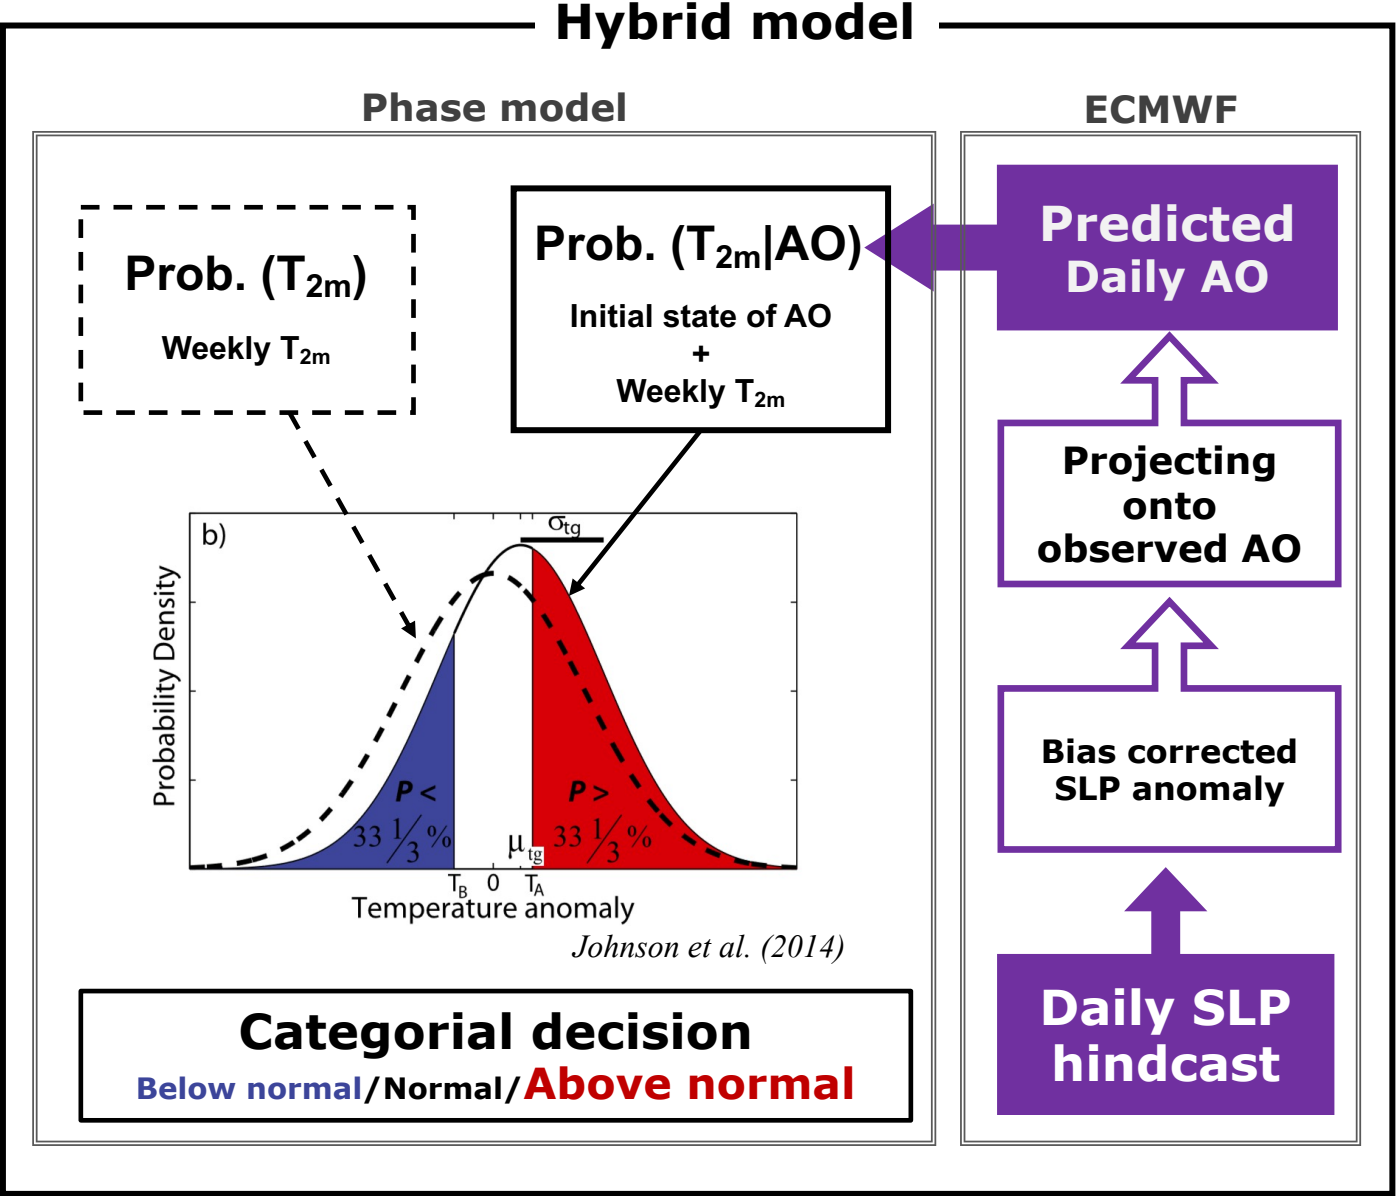 Hybrid model
Phase model
Prob. (T2m)
Weekly T2m
Prob. (T2m|AO)
Initial state of AO
+
Weekly T2m
b)
σtg
Probability Density
P <
33 1/3 %
P >
33 1/3 %
μtg
TB 0 TA
Temperature anomaly
Johnson et al. (2014)
Categorial decision
Below normal/Normal/Above normal
ECMWF
Predicted
Daily AO
Projecting
onto
observed AO
Bias corrected
SLP anomaly
Daily SLP
hindcast